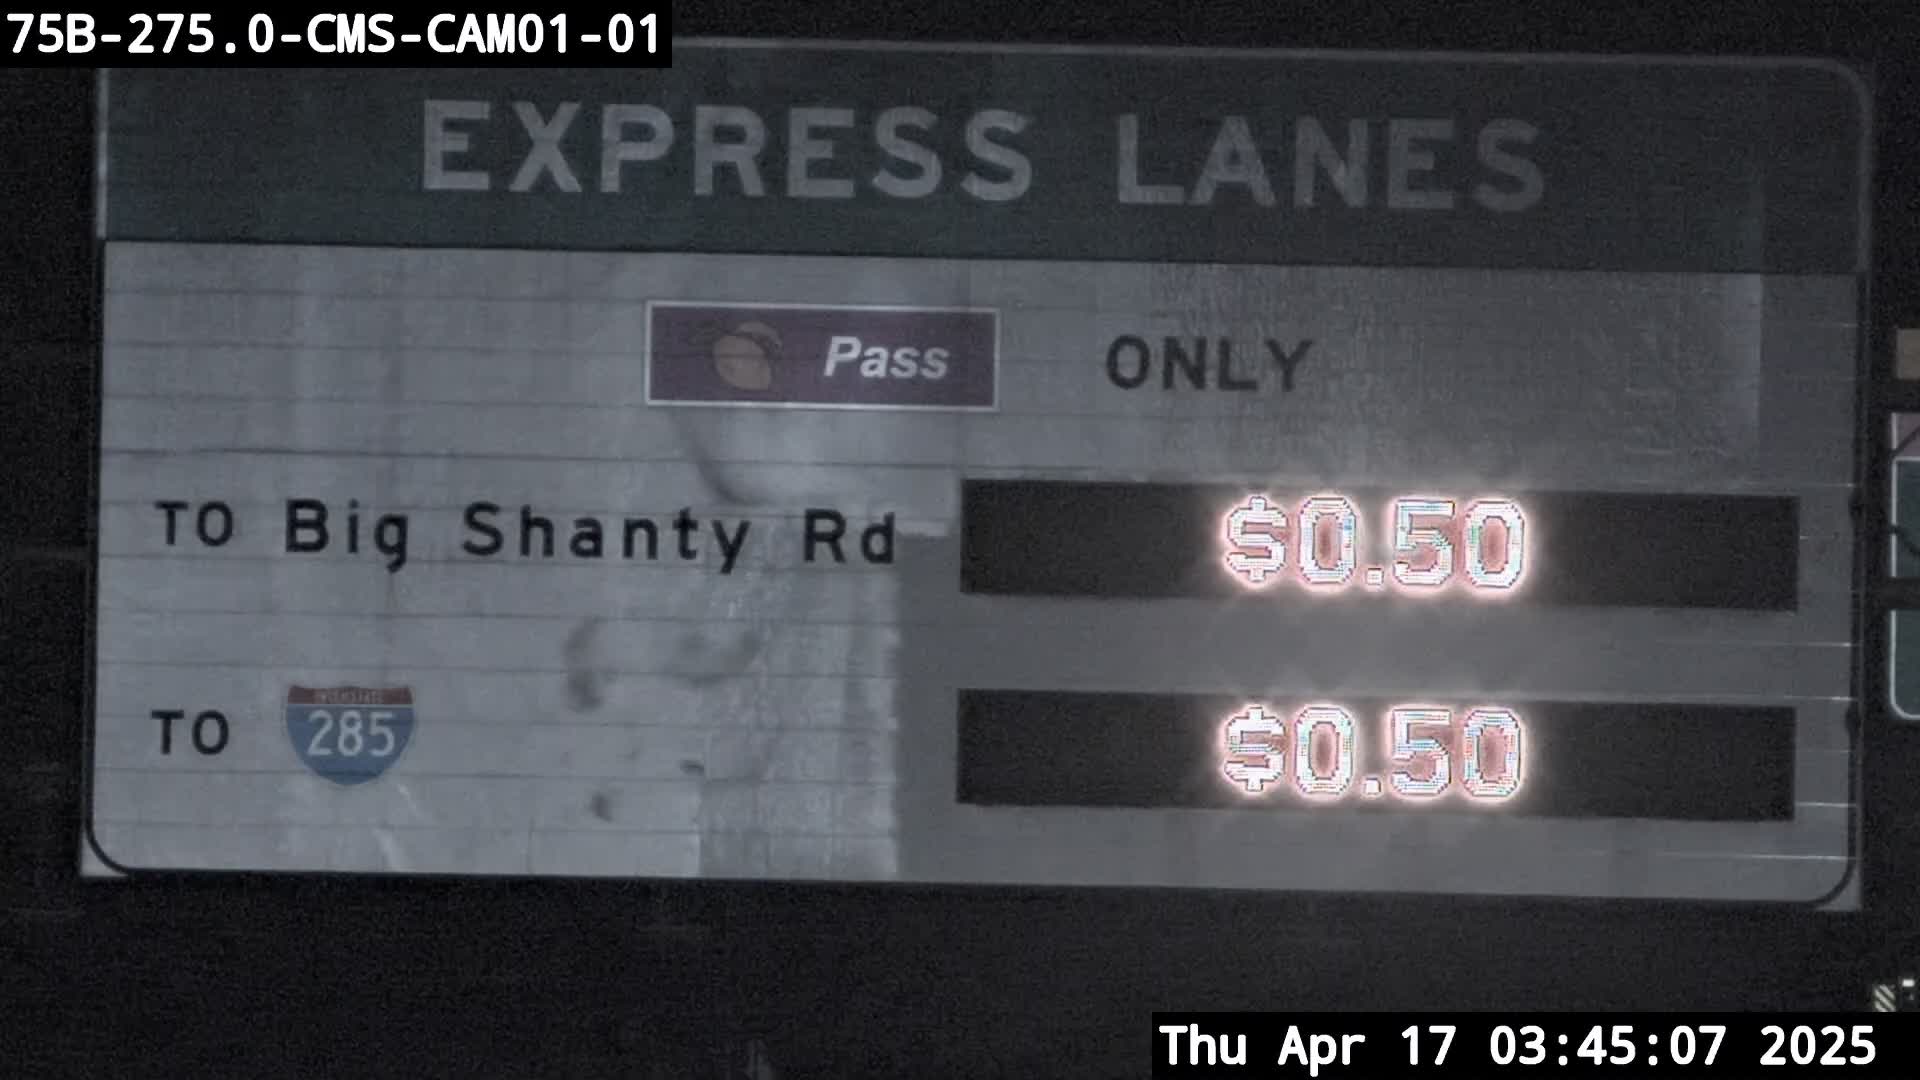 75B-275.0-CMS-CAM01-01
EXPRESS LANES
Pass ONLY
TO Big Shanty Rd $0.50
INTERSTATE
TO 285 $0.50
Thu Apr 17 03:45:07 2025